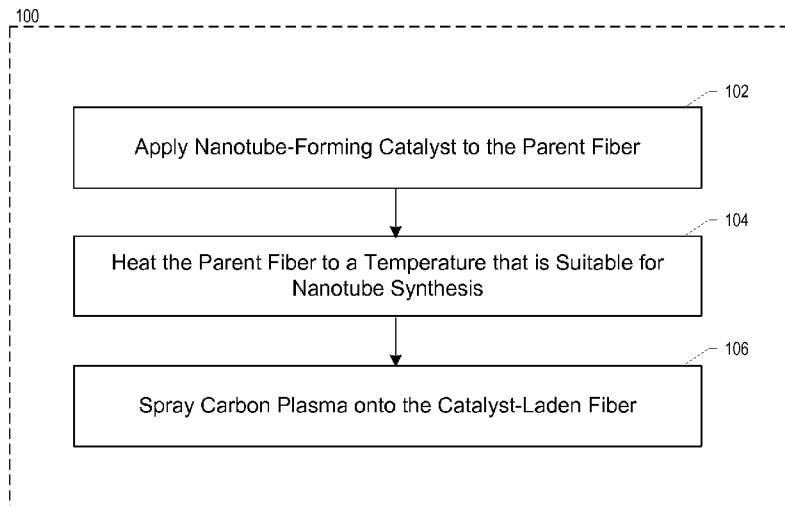 100
102
Apply Nanotube-Forming Catalyst to the Parent Fiber
104
Heat the Parent Fiber to a Temperature that is Suitable for
Nanotube Synthesis
106
Spray Carbon Plasma onto the Catalyst-Laden Fiber